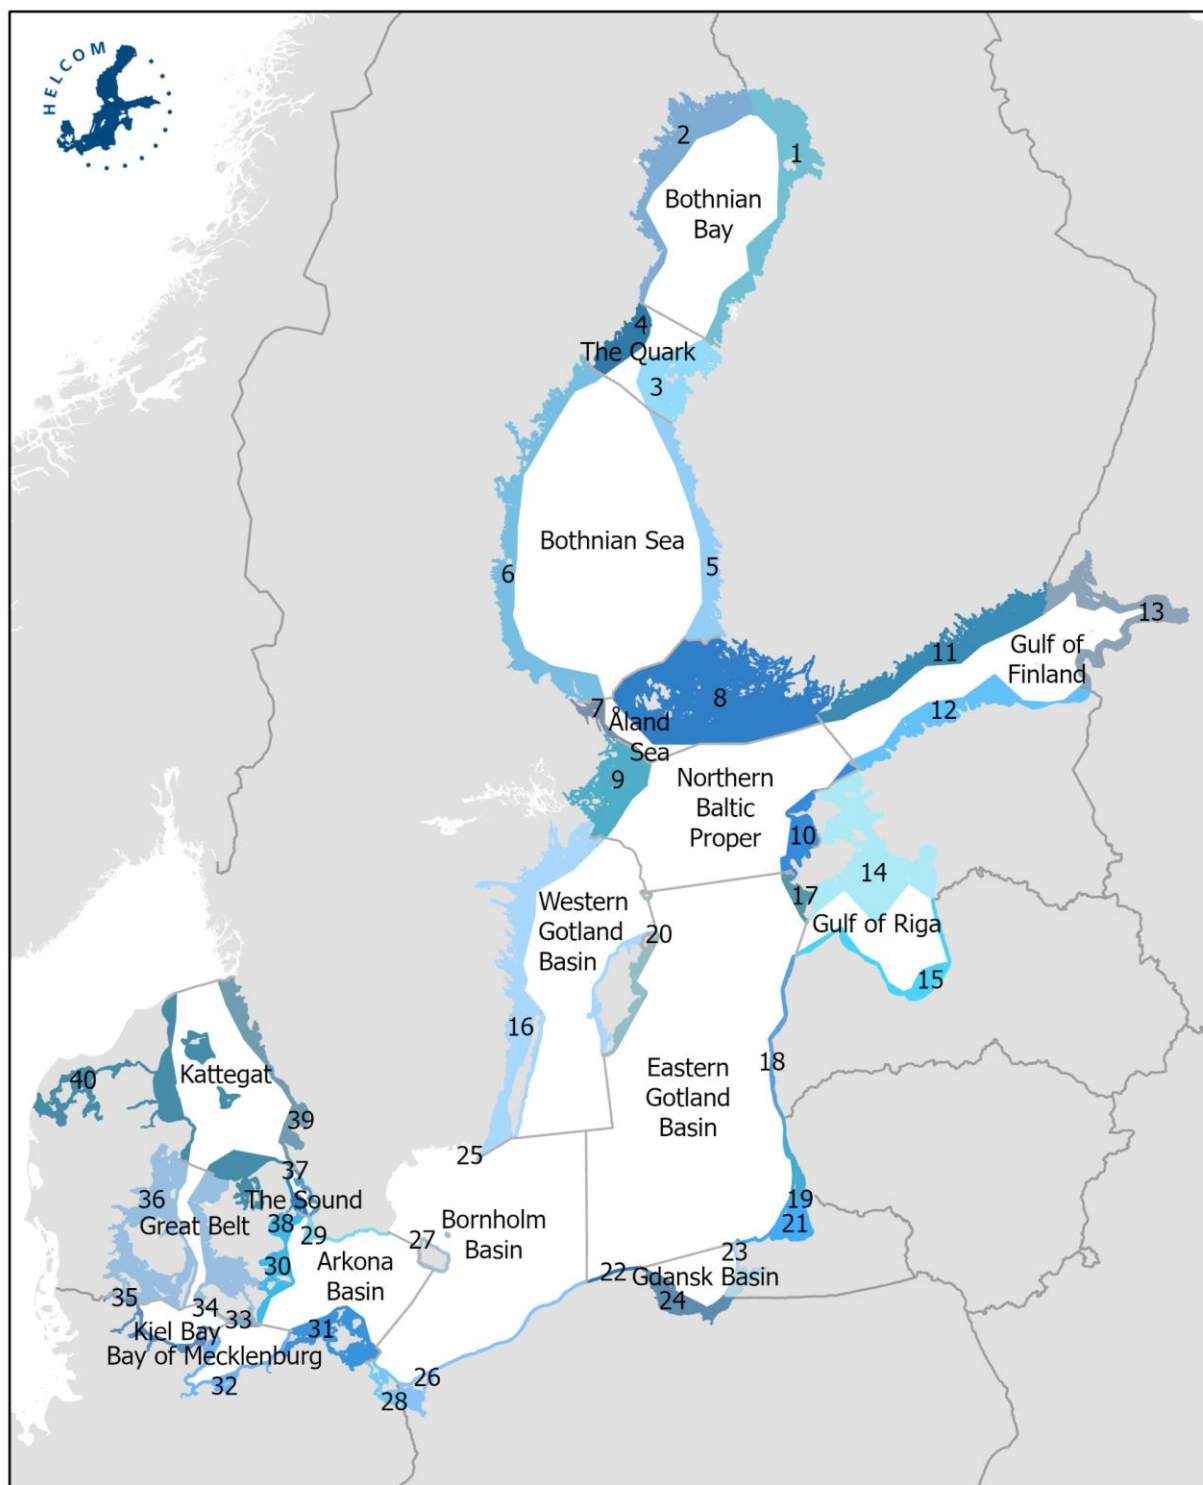 HELCOM
2
1
Bothnian
Bay
4
The Quark
3
Bothnian Sea
6
5
13
11
Gulf of
Finland
7
8
12
Åland
Sea
9
Northern
Baltic
Proper
10
14
17
Western
Gotland
Basin
20
Gulf of Riga
15
16
18
Eastern
Gotland
Basin
40
Kattegat
39
25
37
36
The Sound
19
38
29
Great Belt
21
27
Bornholm
Basin
23
30
Arkona
Basin
22
Gdansk Basin
24
35
34
33
31
Kiel Bay
Bay of Mecklenburg
32
26
28